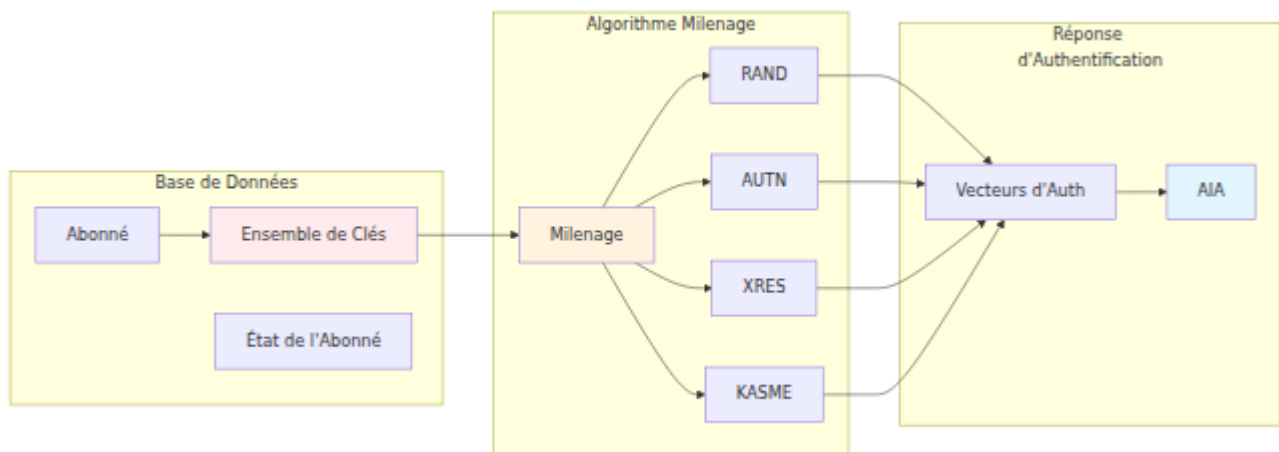 Base de Données
Abonné
Ensemble de Clés
État de l'Abonné
Algorithme Milenage
Milenage
RAND
AUTN
XRES
KASME
Réponse
d'Authentification
Vecteurs d'Auth
AIA